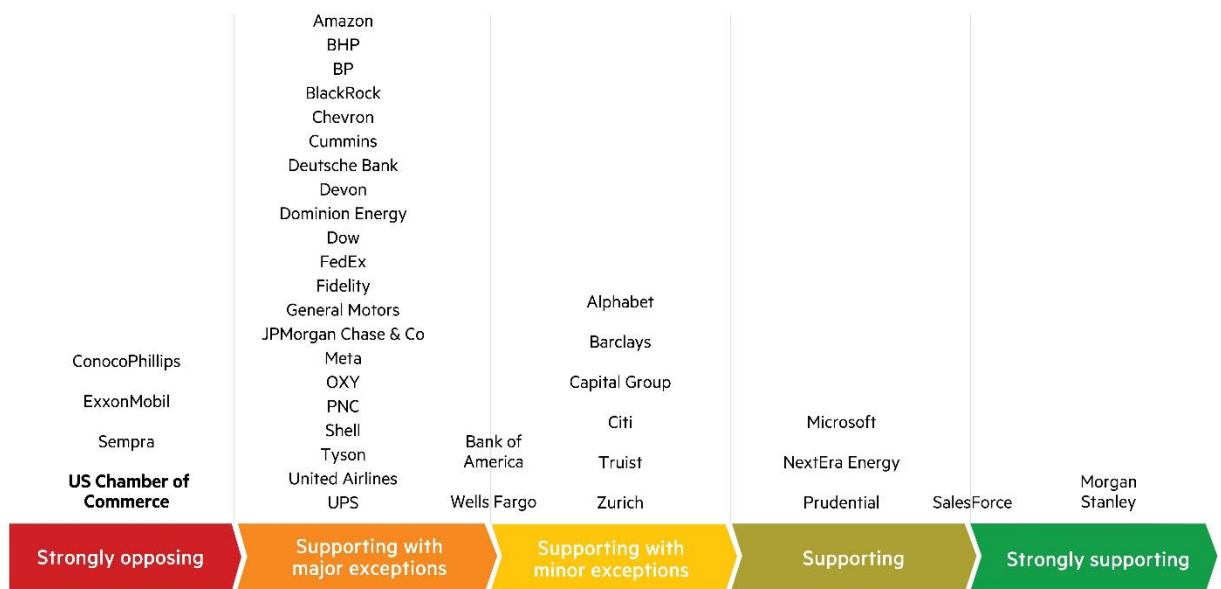 Amazon
BHP
BP
BlackRock
Chevron
Cummins
Deutsche Bank
Devon
Dominion Energy
Dow
FedEx
Fidelity
General Motors
JPMorgan Chase & Co
Meta
OXY
PNC
Shell
Tyson
United Airlines
UPS
ConocoPhillips
ExxonMobil
Sempra
US Chamber of
Commerce
Bank of
America
Wells Fargo
Alphabet
Barclays
Capital Group
Citi
Truist
Zurich
Microsoft
NextEra Energy
Prudential
SalesForce
Morgan
Stanley
Strongly opposing
Supporting with
major exceptions
Supporting with
minor exceptions
Supporting
Strongly supporting